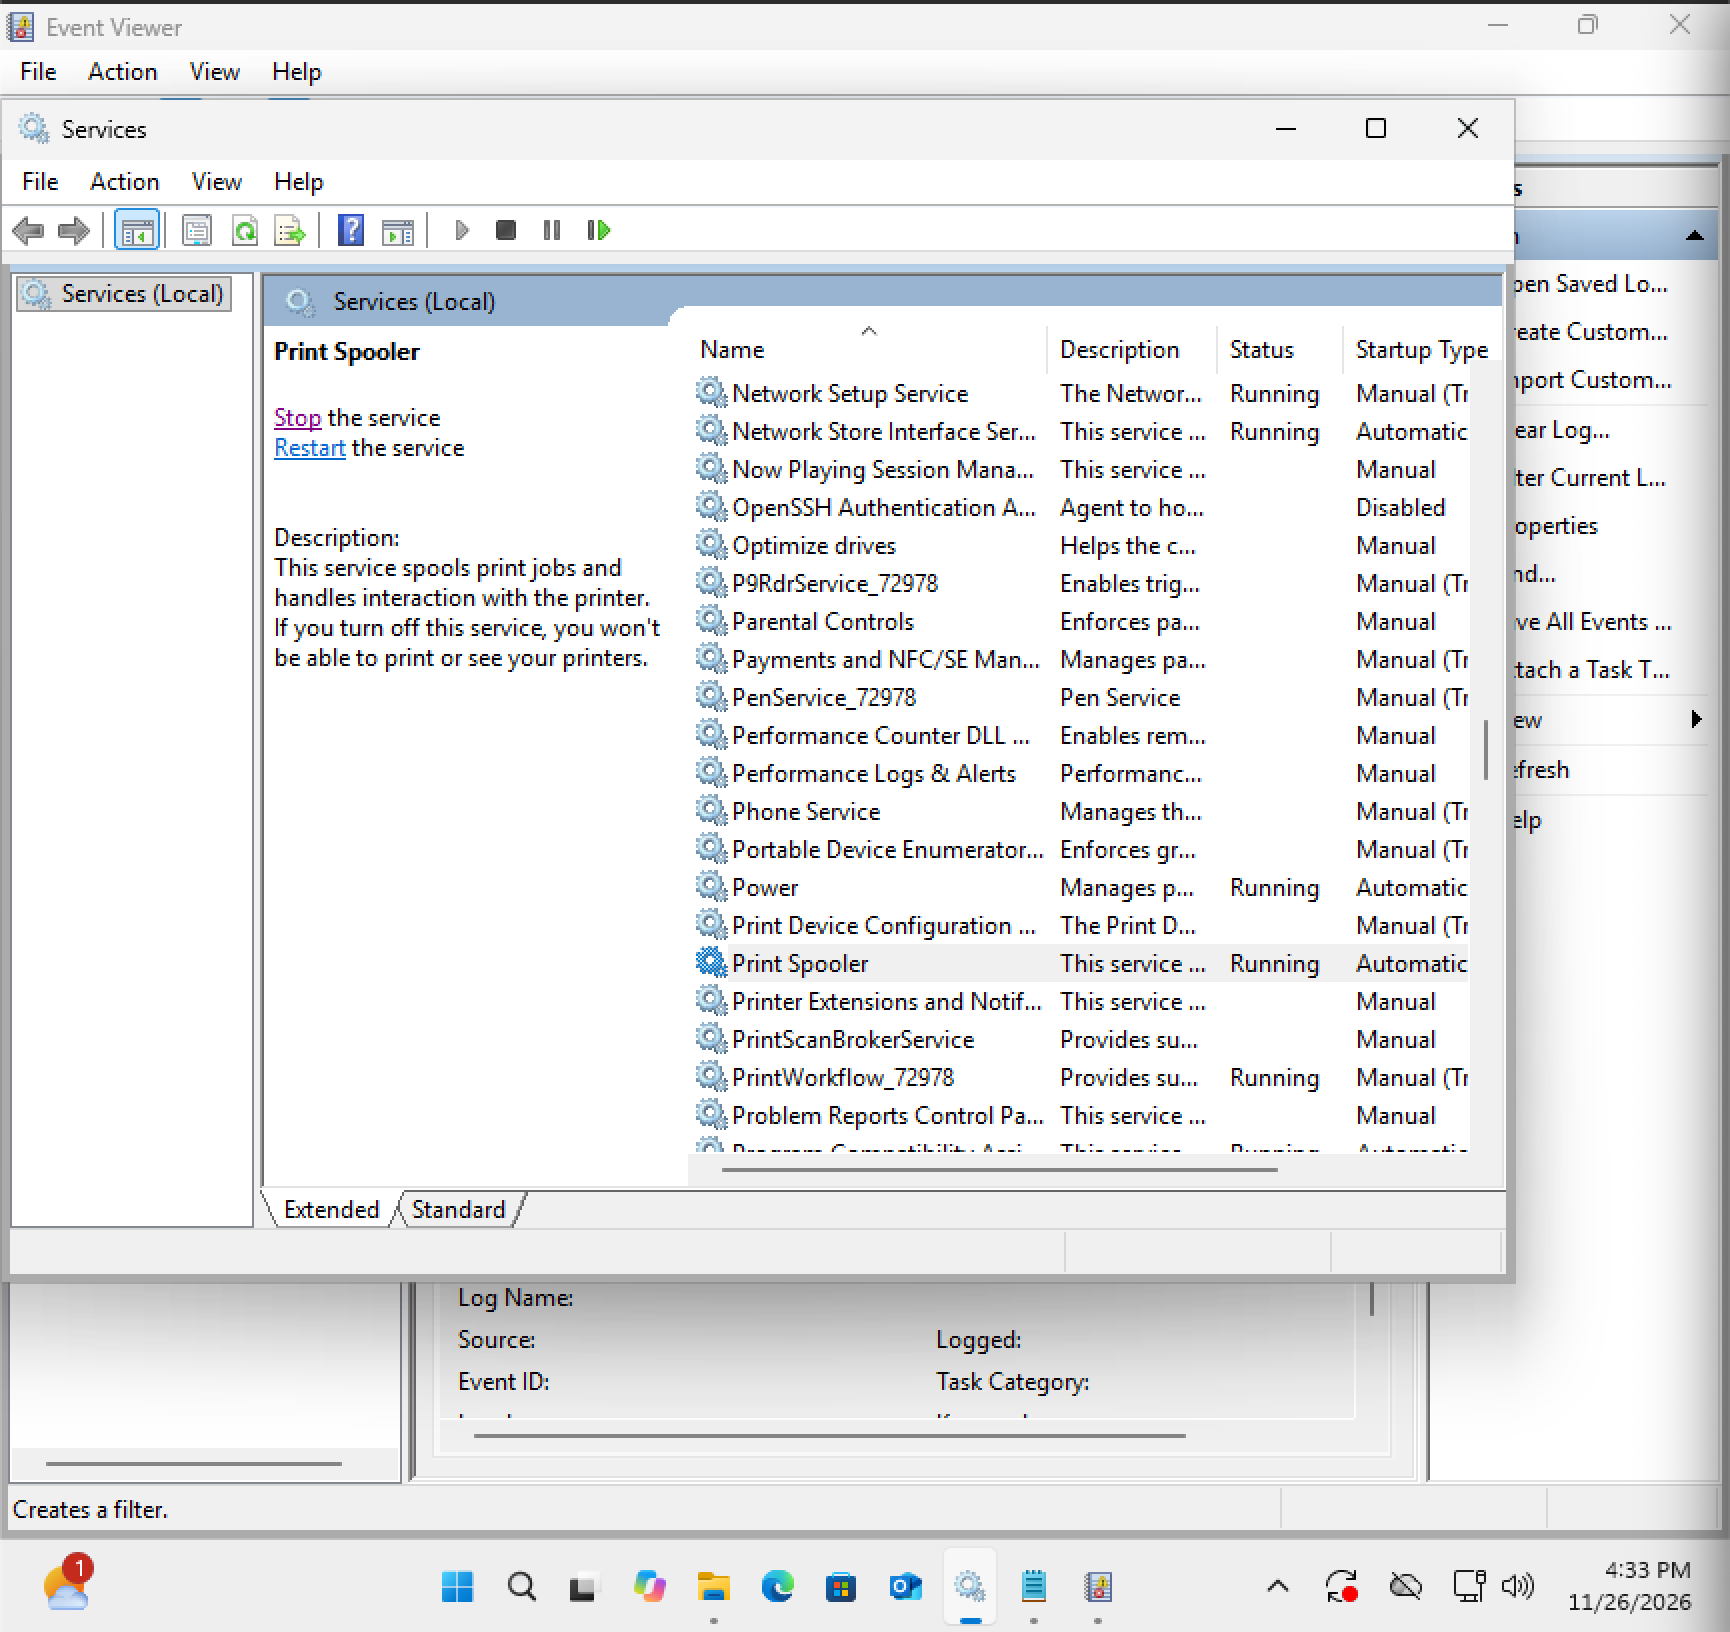 Event Viewer
File Action View Help
Services
File Action View Help
Services (Local)
Services (Local)
Print Spooler
Stop the service
Restart the service
Description:
This service spools print jobs and
handles interaction with the printer.
If you turn off this service, you won't
be able to print or see your printers.
Name Description Status Startup Type
Network Setup Service The Networ... Running Manual (Tr
Network Store Interface Ser... This service ... Running Automatic
Now Playing Session Mana... This service ... Manual
OpenSSH Authentication A... Agent to ho... Disabled
Optimize drives Helps the c... Manual
P9RdrService_72978 Enables trig... Manual (Tr
Parental Controls Enforces pa... Manual
Payments and NFC/SE Man... Manages pa... Manual (Tr
PenService_72978 Pen Service Manual (Tr
Performance Counter DLL ... Enables rem... Manual
Performance Logs & Alerts Performanc... Manual
Phone Service Manages th... Manual (Tr
Portable Device Enumerator... Enforces gr... Manual (Tr
Power Manages p... Running Automatic
Print Device Configuration ... The Print D... Manual (Tr
Print Spooler This service ... Running Automatic
Printer Extensions and Notif... This service ... Manual
PrintScanBrokerService Provides su... Manual
PrintWorkflow_72978 Provides su... Running Manual (Tr
Problem Reports Control Pa... This service ... Manual
Extended Standard
s
pen Saved Lo...
eate Custom...
port Custom...
ear Log...
ter Current L...
operties
nd...
ve All Events ...
tach a Task T...
ew
efresh
elp
Log Name:
Source: Logged:
Event ID: Task Category:
Creates a filter.
1
4:33 PM
11/26/2026